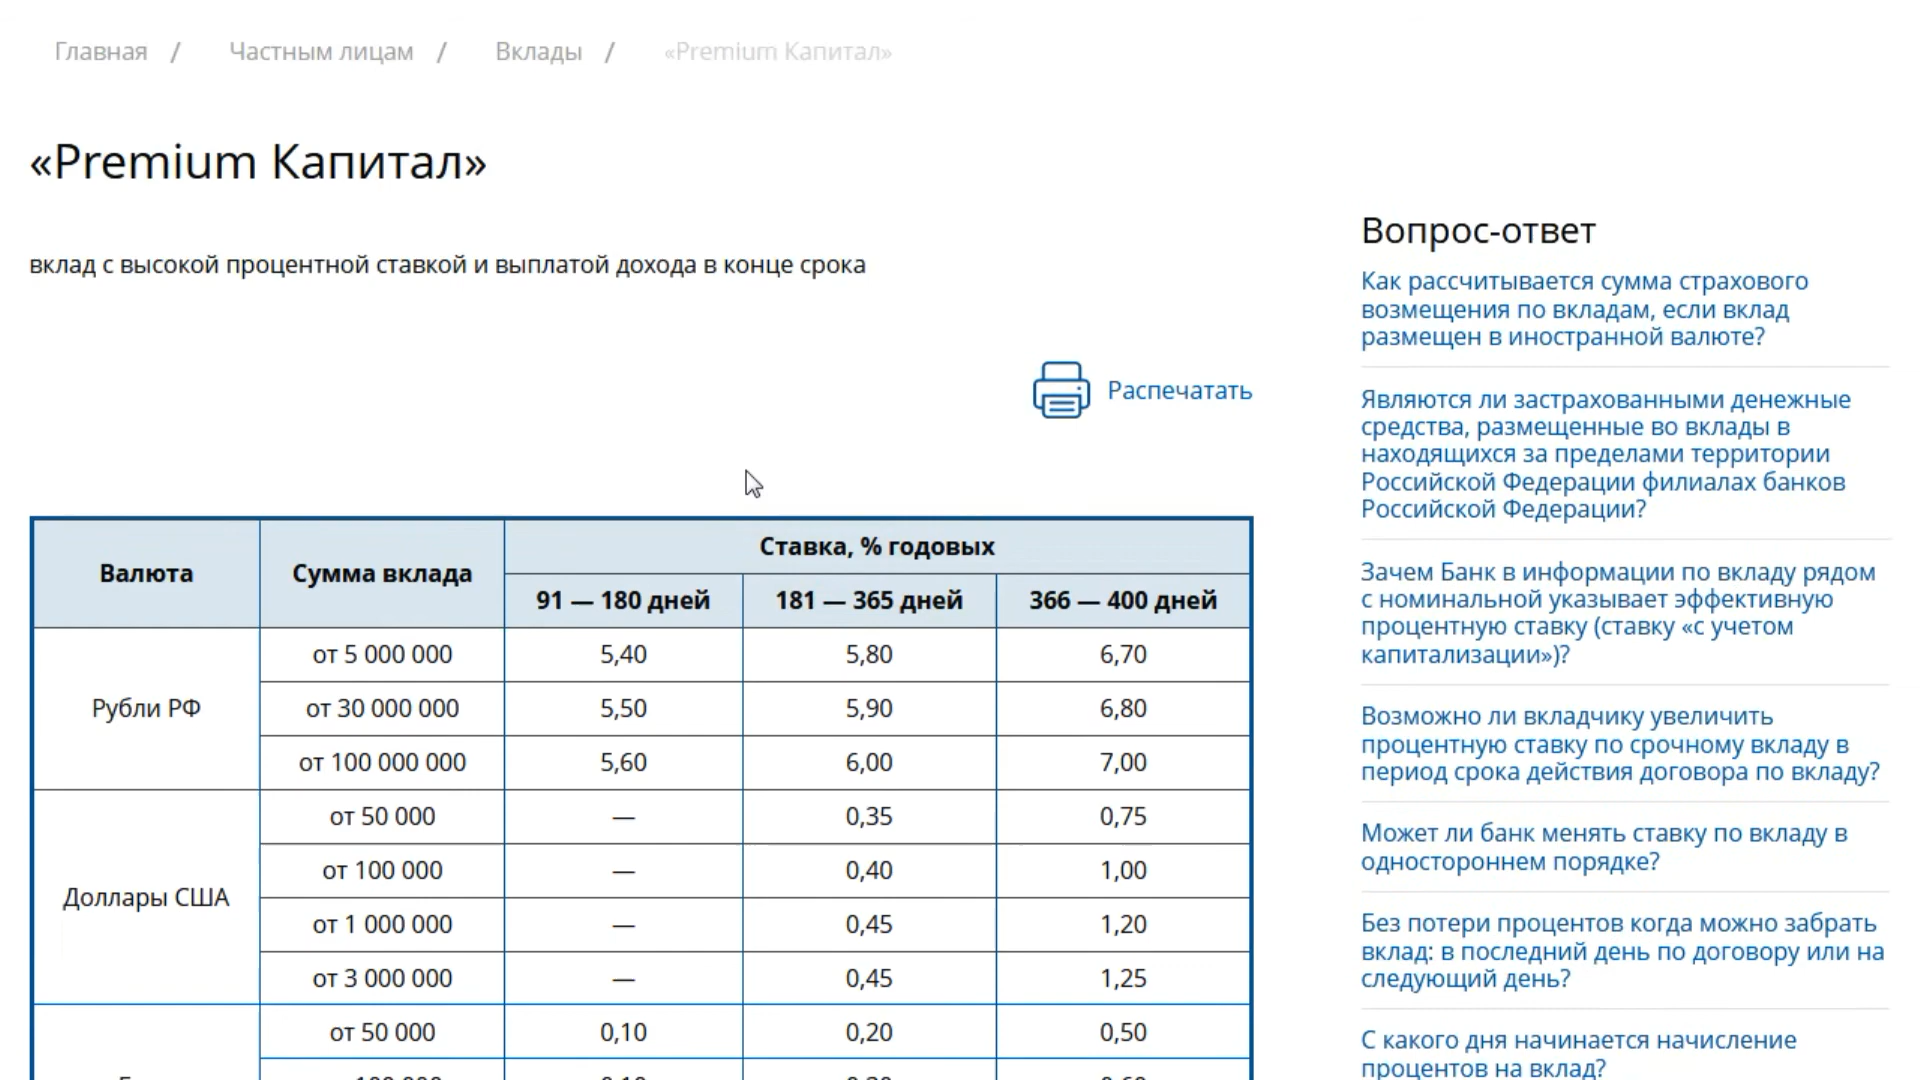 Главная / Частным лицам / Вклады / «Premium Капитал»
«Premium Капитал»
вклад с высокой процентной ставкой и выплатой дохода в конце срока
Распечатать
Валюта Сумма вклада Ставка, % годовых
91 — 180 дней 181 — 365 дней 366 — 400 дней
Рубли РФ
от 5 000 000 5,40 5,80 6,70
от 30 000 000 5,50 5,90 6,80
от 100 000 000 5,60 6,00 7,00
Доллары США
от 50 000 — 0,35 0,75
от 100 000 — 0,40 1,00
от 1 000 000 — 0,45 1,20
от 3 000 000 — 0,45 1,25
от 50 000 0,10 0,20 0,50
Вопрос-ответ
Как рассчитывается сумма страхового
возмещения по вкладам, если вклад
размещен в иностранной валюте?
Являются ли застрахованными денежные
средства, размещенные во вклады в
находящихся за пределами территории
Российской Федерации филиалах банков
Российской Федерации?
Зачем Банк в информации по вкладу рядом
с номинальной указывает эффективную
процентную ставку (ставку «с учетом
капитализации»)?
Возможно ли вкладчику увеличить
процентную ставку по срочному вкладу в
период срока действия договора по вкладу?
Может ли банк менять ставку по вкладу в
одностороннем порядке?
Без потери процентов когда можно забрать
вклад: в последний день по договору или на
следующий день?
С какого дня начинается начисление
процентов на вклад?